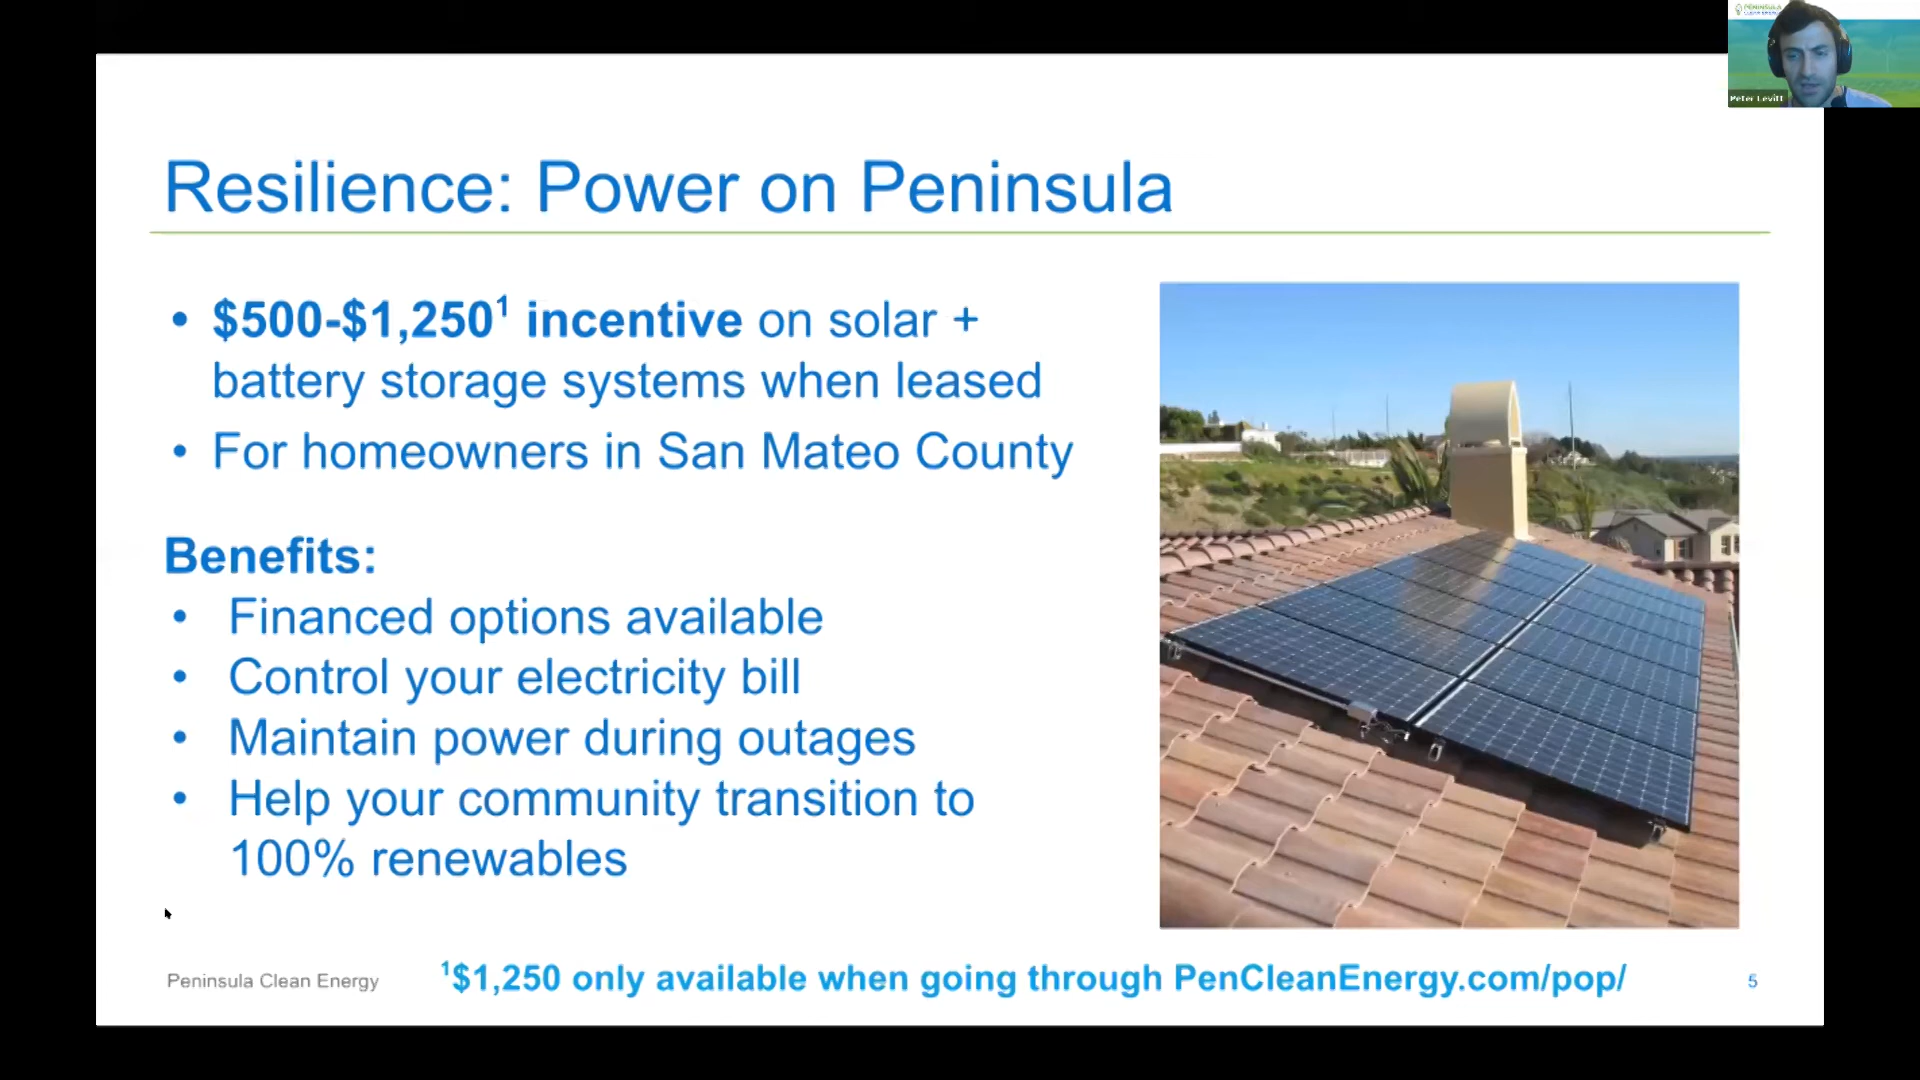 PENINSULA
CLEAN ENERGY
Peter Levitt
Resilience: Power on Peninsula
• $500-$1,250¹ incentive on solar +
battery storage systems when leased
• For homeowners in San Mateo County
Benefits:
• Financed options available
• Control your electricity bill
• Maintain power during outages
• Help your community transition to
100% renewables
Peninsula Clean Energy
¹$1,250 only available when going through PenCleanEnergy.com/pop/
5